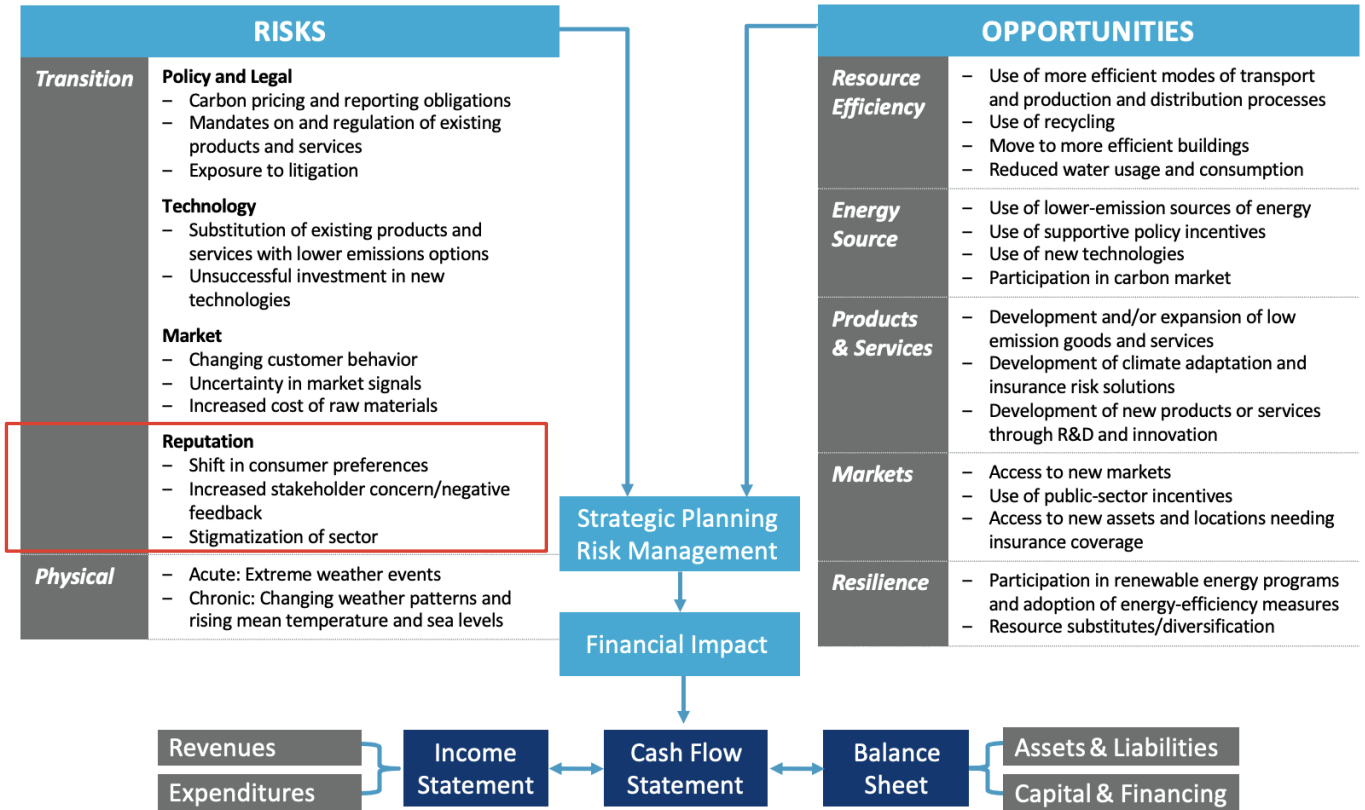 RISKS
Transition
Policy and Legal
– Carbon pricing and reporting obligations
– Mandates on and regulation of existing
products and services
– Exposure to litigation
Technology
– Substitution of existing products and
services with lower emissions options
– Unsuccessful investment in new
technologies
Market
– Changing customer behavior
– Uncertainty in market signals
– Increased cost of raw materials
Reputation
– Shift in consumer preferences
– Increased stakeholder concern/negative
feedback
– Stigmatization of sector
Physical
– Acute: Extreme weather events
– Chronic: Changing weather patterns and
rising mean temperature and sea levels
OPPORTUNITIES
Resource
Efficiency
– Use of more efficient modes of transport
and production and distribution processes
– Use of recycling
– Move to more efficient buildings
– Reduced water usage and consumption
Energy
Source
– Use of lower-emission sources of energy
– Use of supportive policy incentives
– Use of new technologies
– Participation in carbon market
Products
& Services
– Development and/or expansion of low
emission goods and services
– Development of climate adaptation and
insurance risk solutions
– Development of new products or services
through R&D and innovation
Markets
– Access to new markets
– Use of public-sector incentives
– Access to new assets and locations needing
insurance coverage
Resilience
– Participation in renewable energy programs
and adoption of energy-efficiency measures
– Resource substitutes/diversification
Strategic Planning
Risk Management
Financial Impact
Revenues
Expenditures
Income
Statement
Cash Flow
Statement
Balance
Sheet
Assets & Liabilities
Capital & Financing